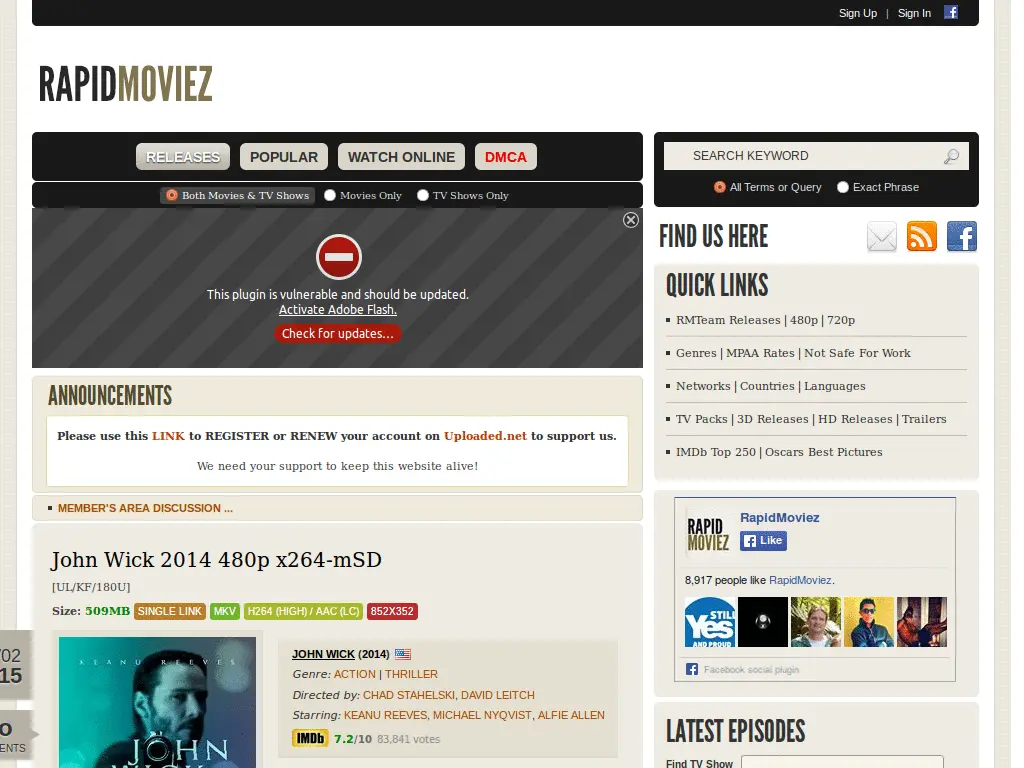 Sign Up | Sign In
RAPIDMOVIEZ
RELEASES POPULAR WATCH ONLINE DMCA
Both Movies & TV Shows Movies Only TV Shows Only
SEARCH KEYWORD
All Terms or Query Exact Phrase
This plugin is vulnerable and should be updated.
Activate Adobe Flash.
Check for updates...
FIND US HERE
QUICK LINKS
RMTeam Releases | 480p | 720p
Genres | MPAA Rates | Not Safe For Work
Networks | Countries | Languages
TV Packs | 3D Releases | HD Releases | Trailers
IMDb Top 250 | Oscars Best Pictures
ANNOUNCEMENTS
Please use this LINK to REGISTER or RENEW your account on Uploaded.net to support us.
We need your support to keep this website alive!
MEMBER'S AREA DISCUSSION ...
RAPID
MOVIEZ
RapidMoviez
Like
8,917 people like RapidMoviez.
STILL
Yes
AND PROUD
Facebook social plugin
John Wick 2014 480p x264-mSD
[UL/KF/180U]
Size: 509MB SINGLE LINK MKV H264 (HIGH) / AAC (LC) 852X352
/02
15
KEANU REEVES
JOHN
WICK
JOHN WICK (2014)
Genre: ACTION | THRILLER
Directed by: CHAD STAHELSKI, DAVID LEITCH
Starring: KEANU REEVES, MICHAEL NYQVIST, ALFIE ALLEN
IMDb 7.2/10 83,841 votes
LATEST EPISODES
Find TV Show